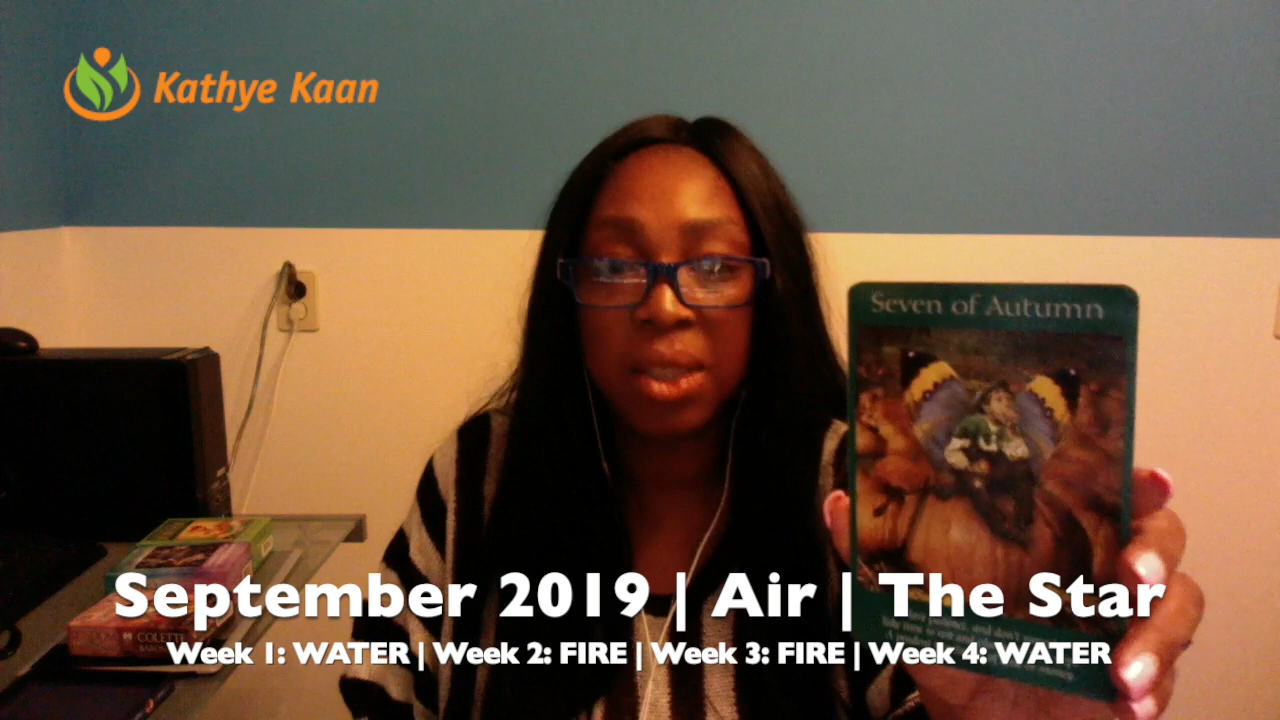 Kathye Kaan
Seven of Autumn
COLETTE
September 2019 | Air | The Star
Week 1: WATER | Week 2: FIRE | Week 3: FIRE | Week 4: WATER